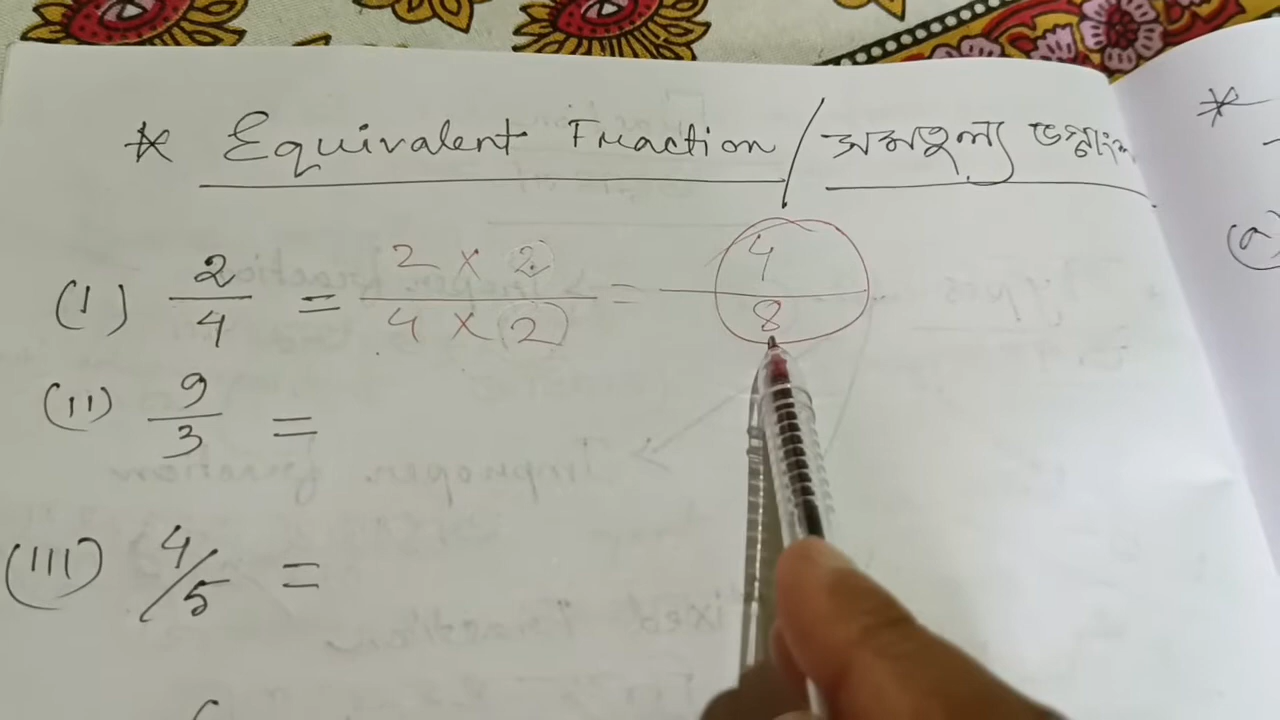 * Equivalent Fraction / সমতুল্য ভগ্নাংশ
(I) 2/4 = 2 × 2 / 4 × 2 = 4/8
(II) 9/3 =
(III) 4/5 =
*
(a)